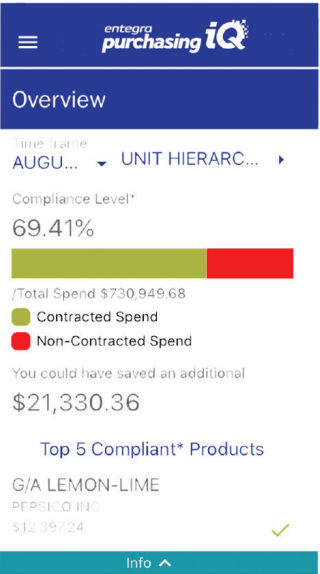 entegra
purchasing iQ
Overview
Time frame
AUGU... UNIT HIERARC...
Compliance Level*
69.41%
/Total Spend $730,949.68
Contracted Spend
Non-Contracted Spend
You could have saved an additional
$21,330.36
Top 5 Compliant* Products
G/A LEMON-LIME
PEPSICO INC
$12,397.24
Info